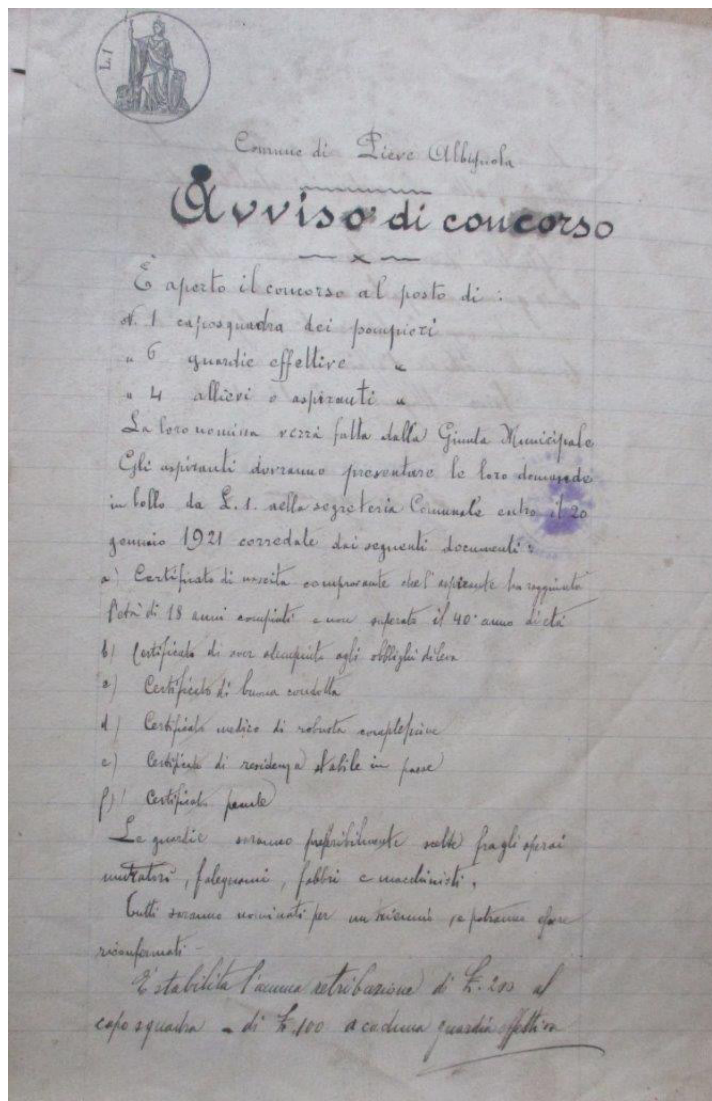 L. 1
Comune di Pieve Albignola
Avviso di concorso
È aperto il concorso al posto di :
N. 1 caposquadra dei pompieri
" 6 guardie effettive "
" 4 allievi o aspiranti "
La loro nomina verrà fatta dalla Giunta Municipale
Gli aspiranti dovranno presentare le loro domande
in bollo da L. 1. nella segreteria Comunale entro il 20
gennaio 1921 corredate dai seguenti documenti :
a) Certificato di nascita comprovante che l'aspirante ha raggiunto
l'età di 18 anni compiuti e non superato il 40° anno di età
b) Certificato di aver ottemperato agli obblighi di leva
c) Certificato di buona condotta
d) Certificato medico di robusta complessione
e) Certificato di residenza stabile in paese
f) Certificato penale
Le guardie saranno preferibilmente scelte fra gli operai
muratori, falegnami, fabbri e macchinisti.
Tutti saranno nominati per un triennio, e potranno essere
riconfermati -
È stabilita l'annua retribuzione di L. 200 al
capo squadra - di L. 100 a caduna guardia effettiva